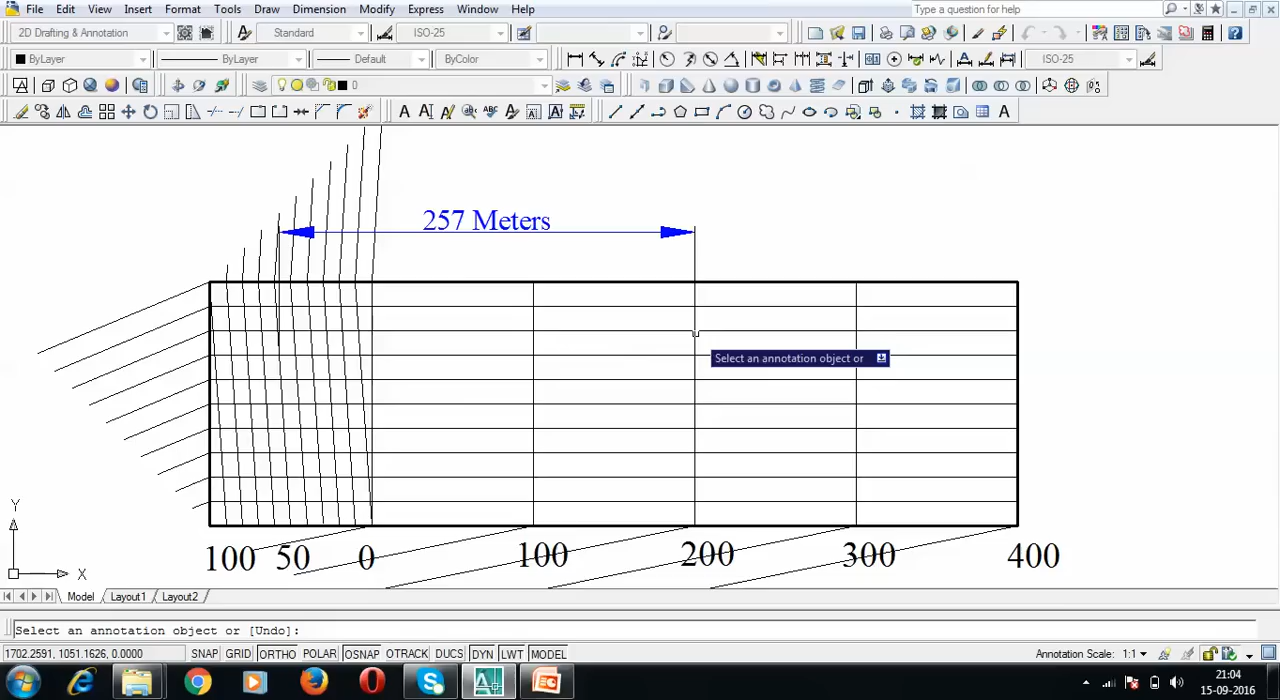 File Edit View Insert Format Tools Draw Dimension Modify Express Window Help Type a question for help
2D Drafting & Annotation Standard ISO-25
ByLayer ByLayer Default ByColor ISO-25
0
257 Meters
Select an annotation object or
100 50 0 100 200 300 400
Y
X
Model Layout1 Layout2
Select an annotation object or [Undo]:
1702.2591, 1051.1626, 0.0000 SNAP GRID ORTHO POLAR OSNAP OTRACK DUCS DYN LWT MODEL Annotation Scale: 1:1
21:04
15-09-2016